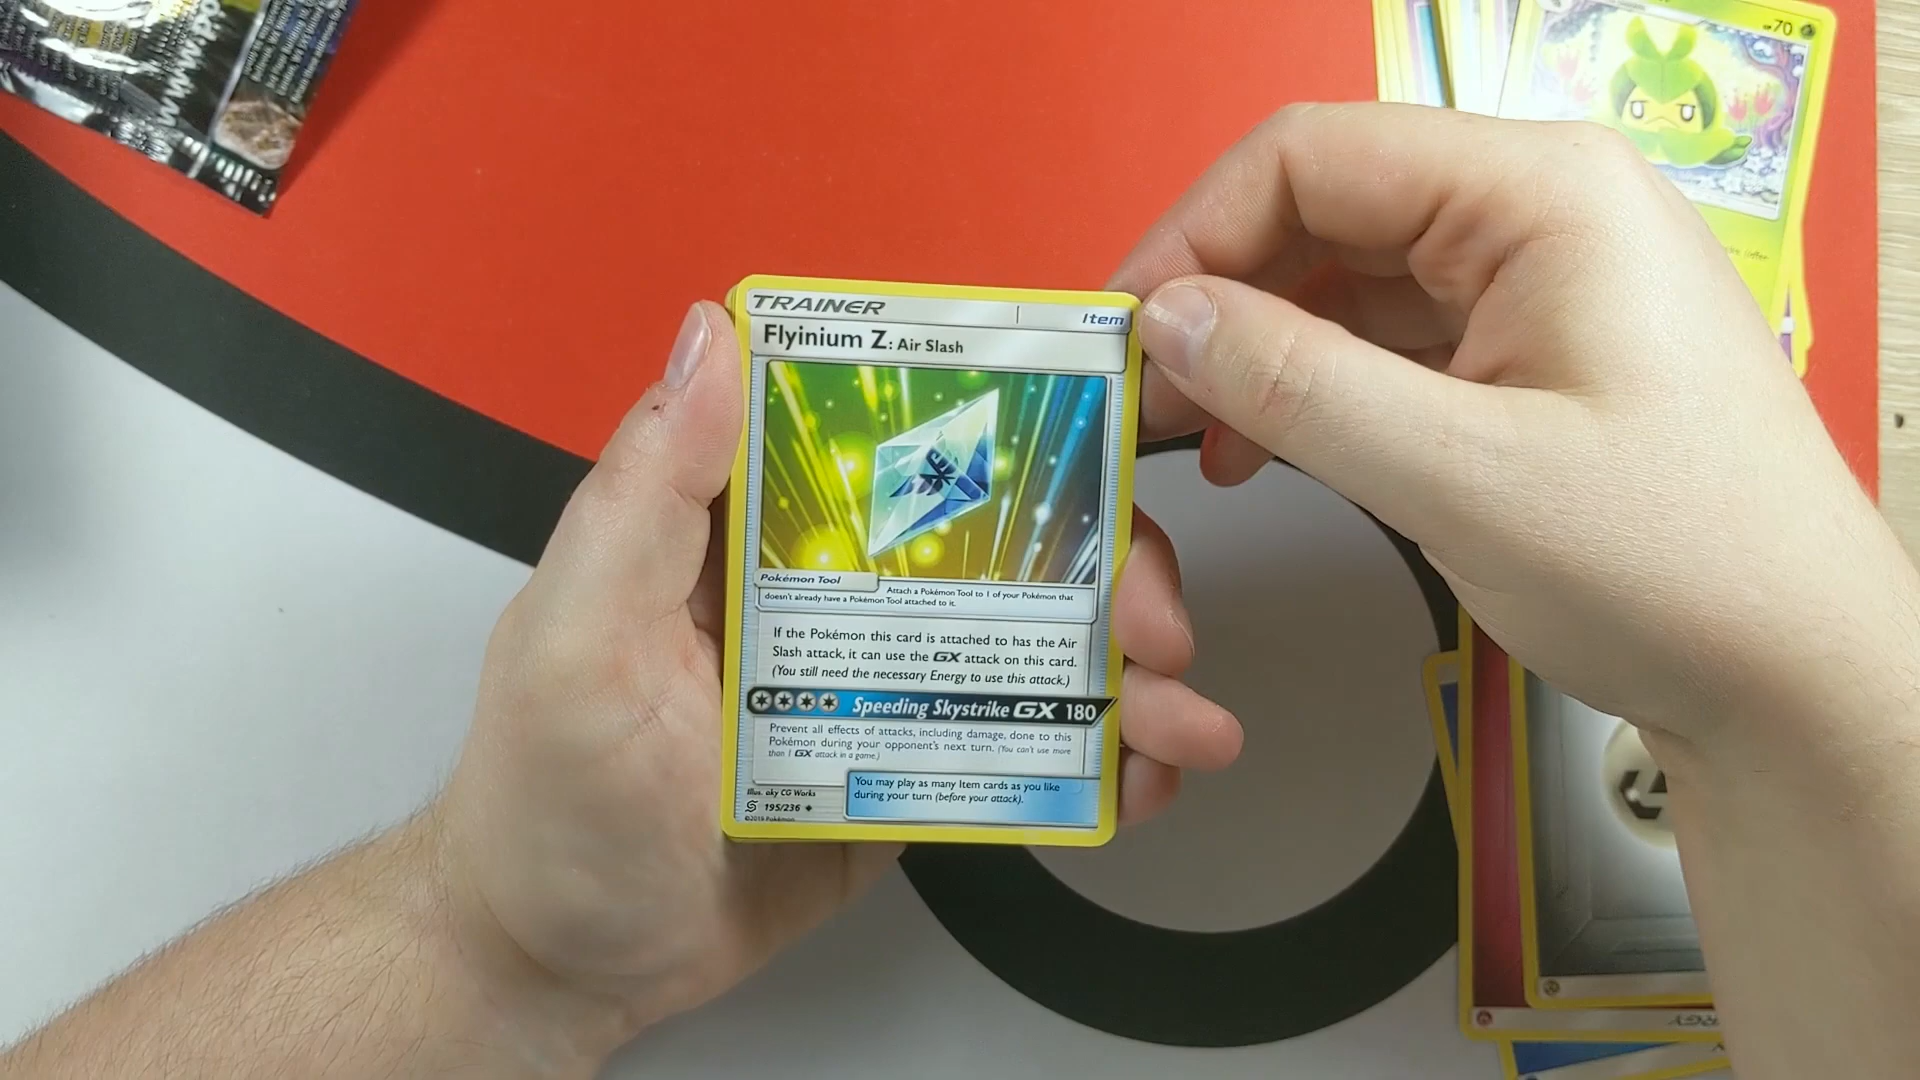 www.p
HP70
TRAINER
Item
Flyinium Z: Air Slash
Pokémon Tool
Attach a Pokémon Tool to 1 of your Pokémon that
doesn't already have a Pokémon Tool attached to it.
If the Pokémon this card is attached to has the Air
Slash attack, it can use the GX attack on this card.
(You still need the necessary Energy to use this attack.)
Speeding Skystrike GX 180
Prevent all effects of attacks, including damage, done to this
Pokémon during your opponent's next turn. (You can't use more
than 1 GX attack in a game.)
You may play as many Item cards as you like
during your turn (before your attack).
Illus. aky CG Works
195/236
©2019 Pokémon